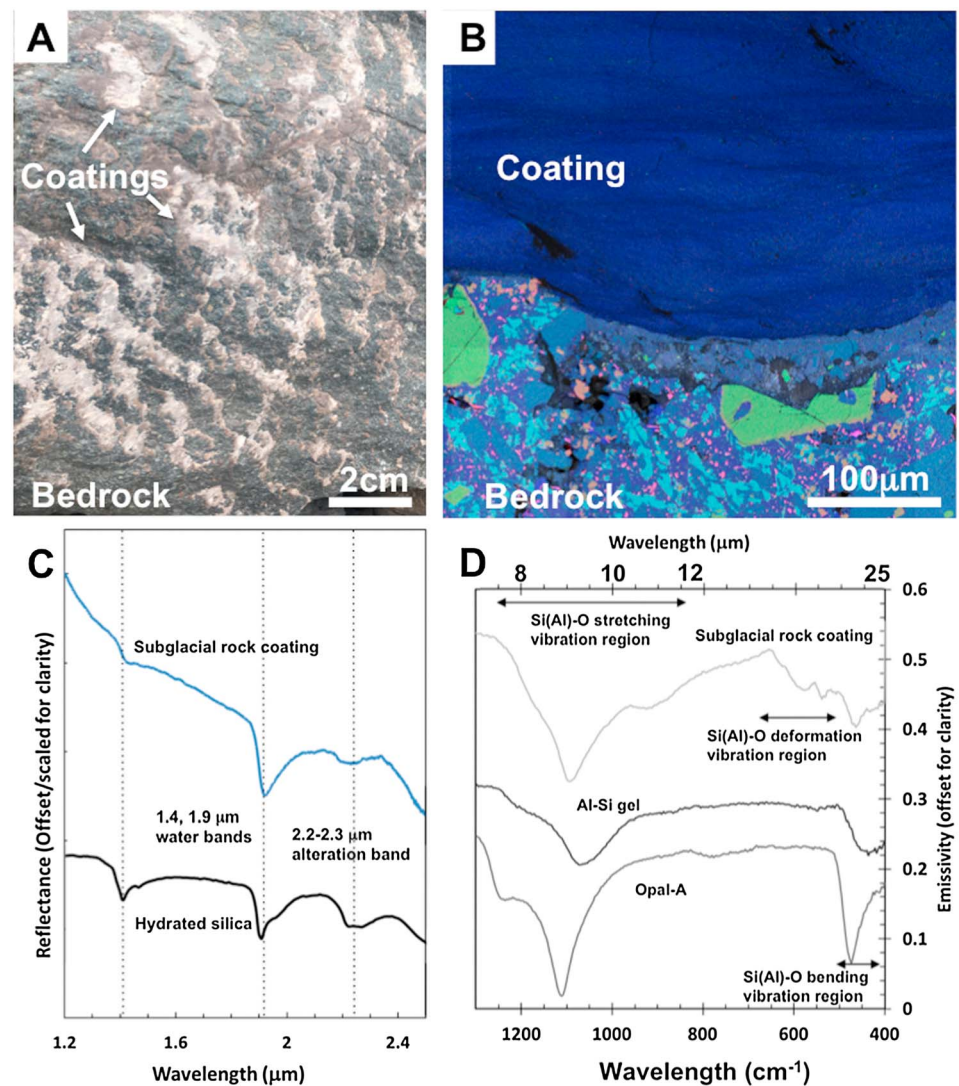 A
Coatings
Bedrock
2cm
B
Coating
Bedrock
100μm
C
Subglacial rock coating
1.4, 1.9 μm
water bands
2.2-2.3 μm
alteration band
Hydrated silica
Reflectance (Offset/scaled for clarity)
1.2
1.6
2
2.4
Wavelength (μm)
D
Wavelength (μm)
8
10
12
25
Si(Al)-O stretching
vibration region
Subglacial rock coating
Si(Al)-O deformation
vibration region
Al-Si gel
Opal-A
Si(Al)-O bending
vibration region
0.6
0.5
0.4
0.3
0.2
0.1
0
Emissivity (offset for clarity)
1200
1000
800
600
400
Wavelength (cm⁻¹)